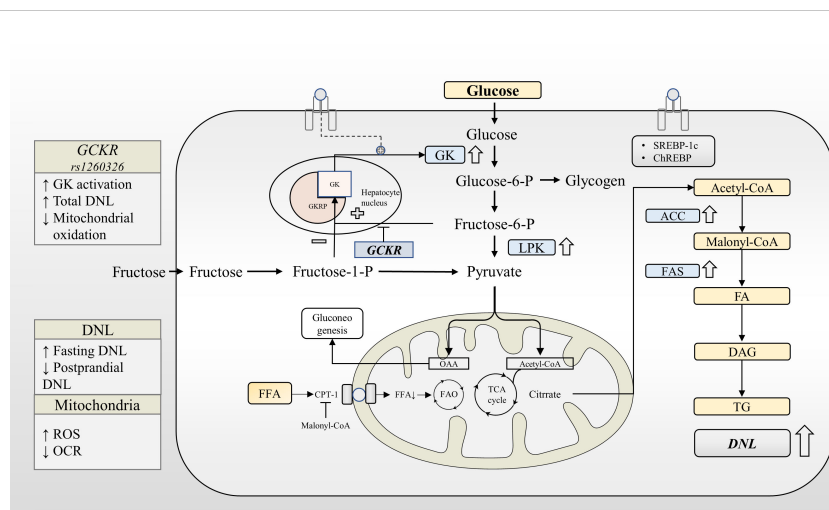 Glucose
Glucose
GCKR
rs1260326
↑ GK activation
↑ Total DNL
↓ Mitochondrial
oxidation
GK
GK
GKRP
Hepatocyte
nucleus
GCKR
Glucose-6-P
Glycogen
Fructose-6-P
LPK
Fructose
Fructose
Fructose-1-P
Pyruvate
• SREBP-1c
• ChREBP
Acetyl-CoA
ACC
Malonyl-CoA
FAS
FA
DAG
TG
DNL
DNL
↑ Fasting DNL
↓ Postprandial
DNL
Mitochondria
↑ ROS
↓ OCR
Gluconeo
genesis
OAA
Acetyl-CoA
FFA
CPT-1
Malonyl-CoA
FFA↓
FAO
TCA
cycle
Citrrate